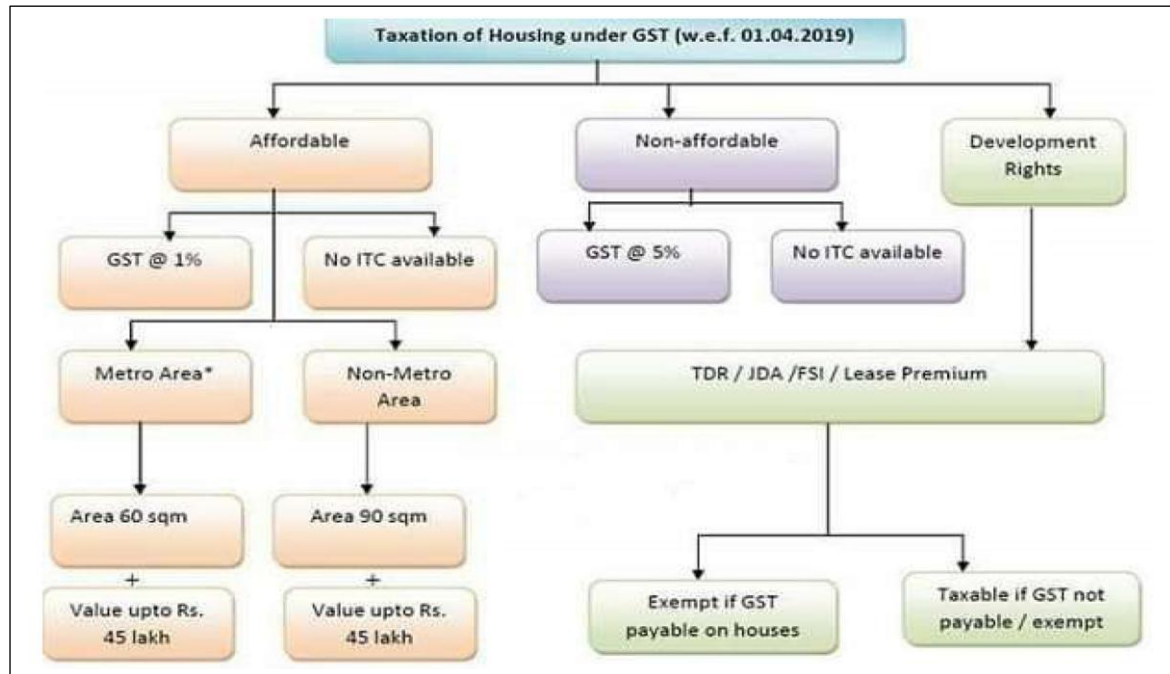 Taxation of Housing under GST (w.e.f. 01.04.2019)
Affordable
Non-affordable
Development
Rights
GST @ 1%
No ITC available
GST @ 5%
No ITC available
Metro Area*
Non-Metro
Area
TDR / JDA /FSI / Lease Premium
Area 60 sqm
Area 90 sqm
+
+
Value upto Rs.
45 lakh
Value upto Rs.
45 lakh
Exempt if GST
payable on houses
Taxable if GST not
payable / exempt